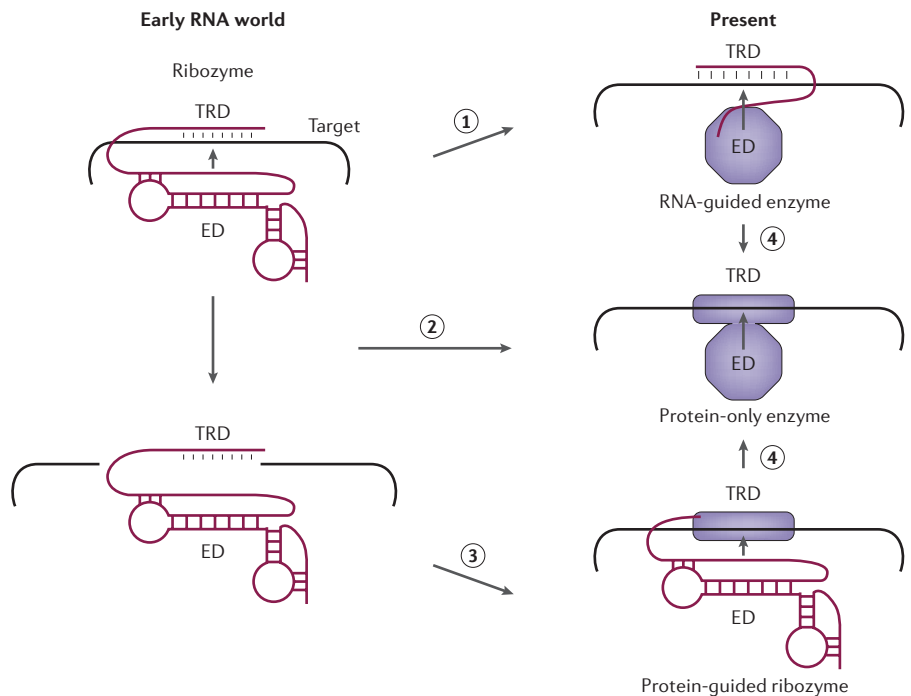 Early RNA world
Present
Ribozyme
TRD
Target
ED
①
TRD
ED
RNA-guided enzyme
④
②
TRD
ED
Protein-only enzyme
④
TRD
ED
③
TRD
ED
Protein-guided ribozyme